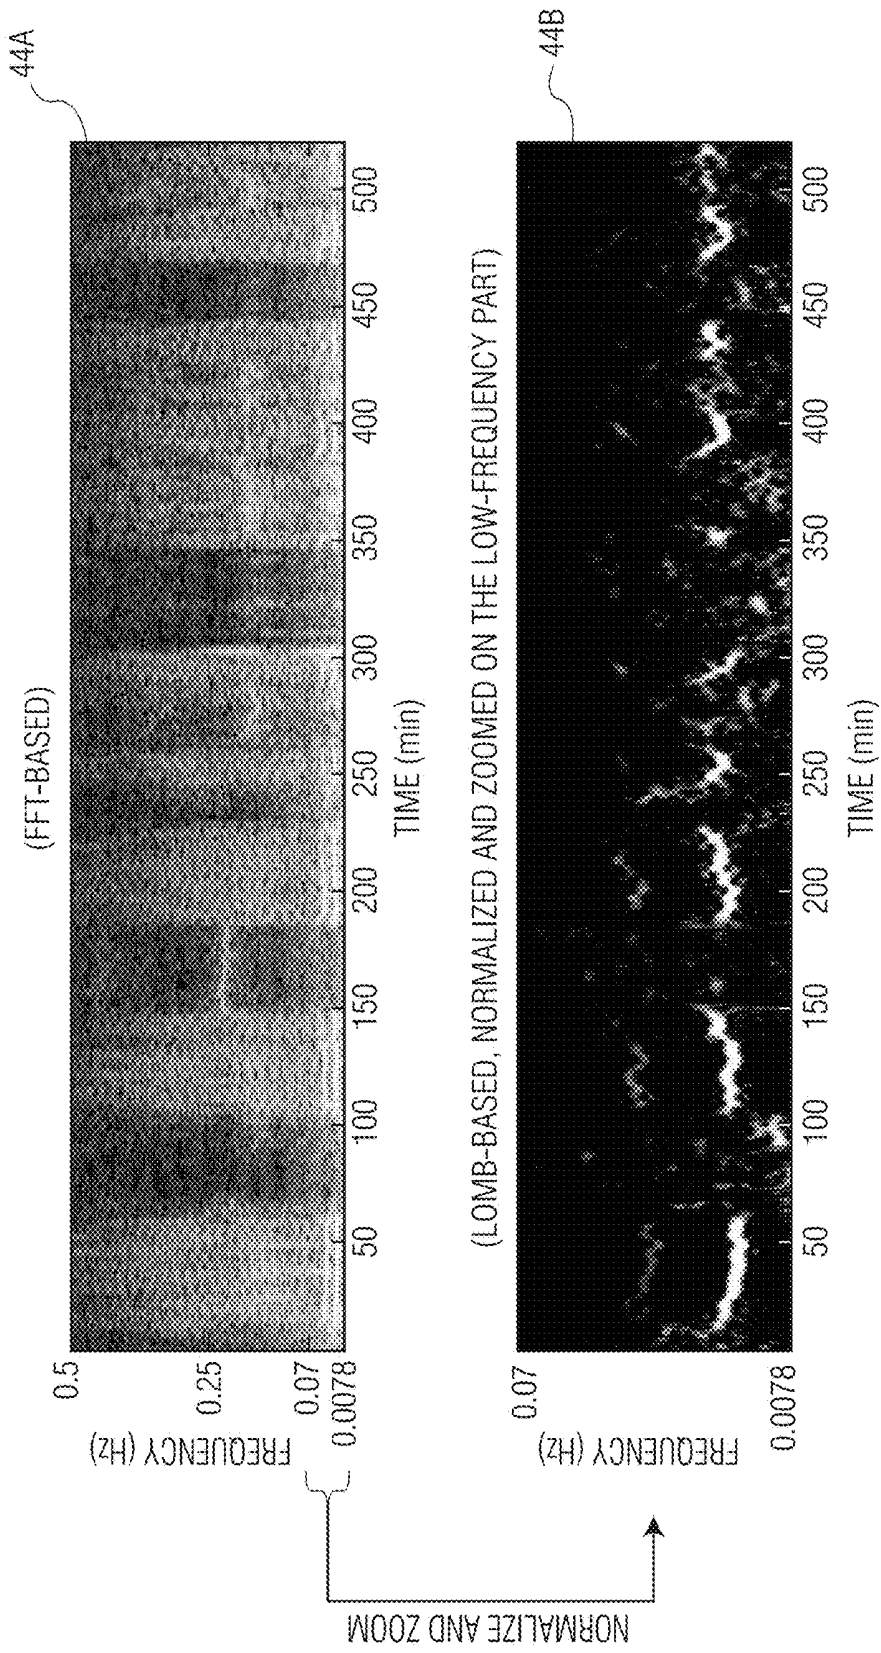 44A
(FFT-BASED)
0.5
0.25
0.07
0.0078
FREQUENCY (Hz)
50
100
150
200
250
300
350
400
450
500
TIME (min)
NORMALIZE AND ZOOM
44B
(LOMB-BASED, NORMALIZED AND ZOOMED ON THE LOW-FREQUENCY PART)
0.07
0.0078
FREQUENCY (Hz)
50
100
150
200
250
300
350
400
450
500
TIME (min)